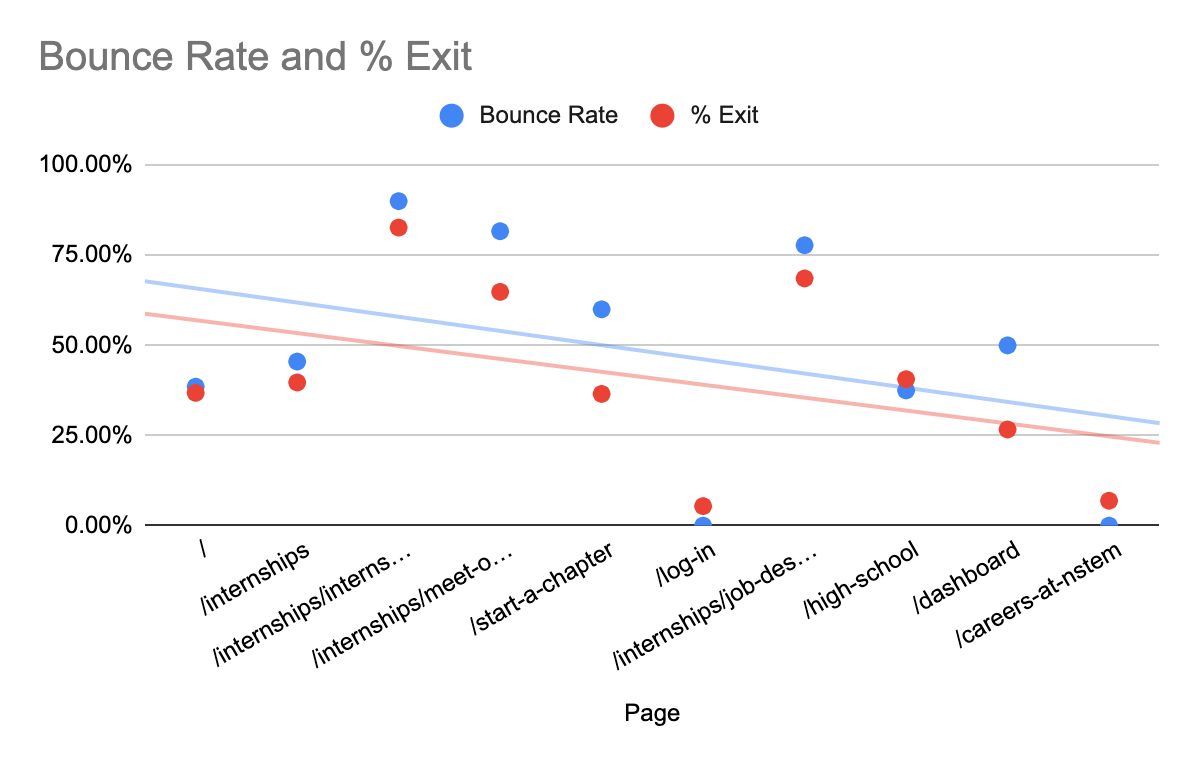 Bounce Rate and % Exit
Bounce Rate
% Exit
100.00%
75.00%
50.00%
25.00%
0.00%
/
/internships
/internships/interns…
/internships/meet-o…
/start-a-chapter
/log-in
/internships/job-des…
/high-school
/dashboard
/careers-at-nstem
Page